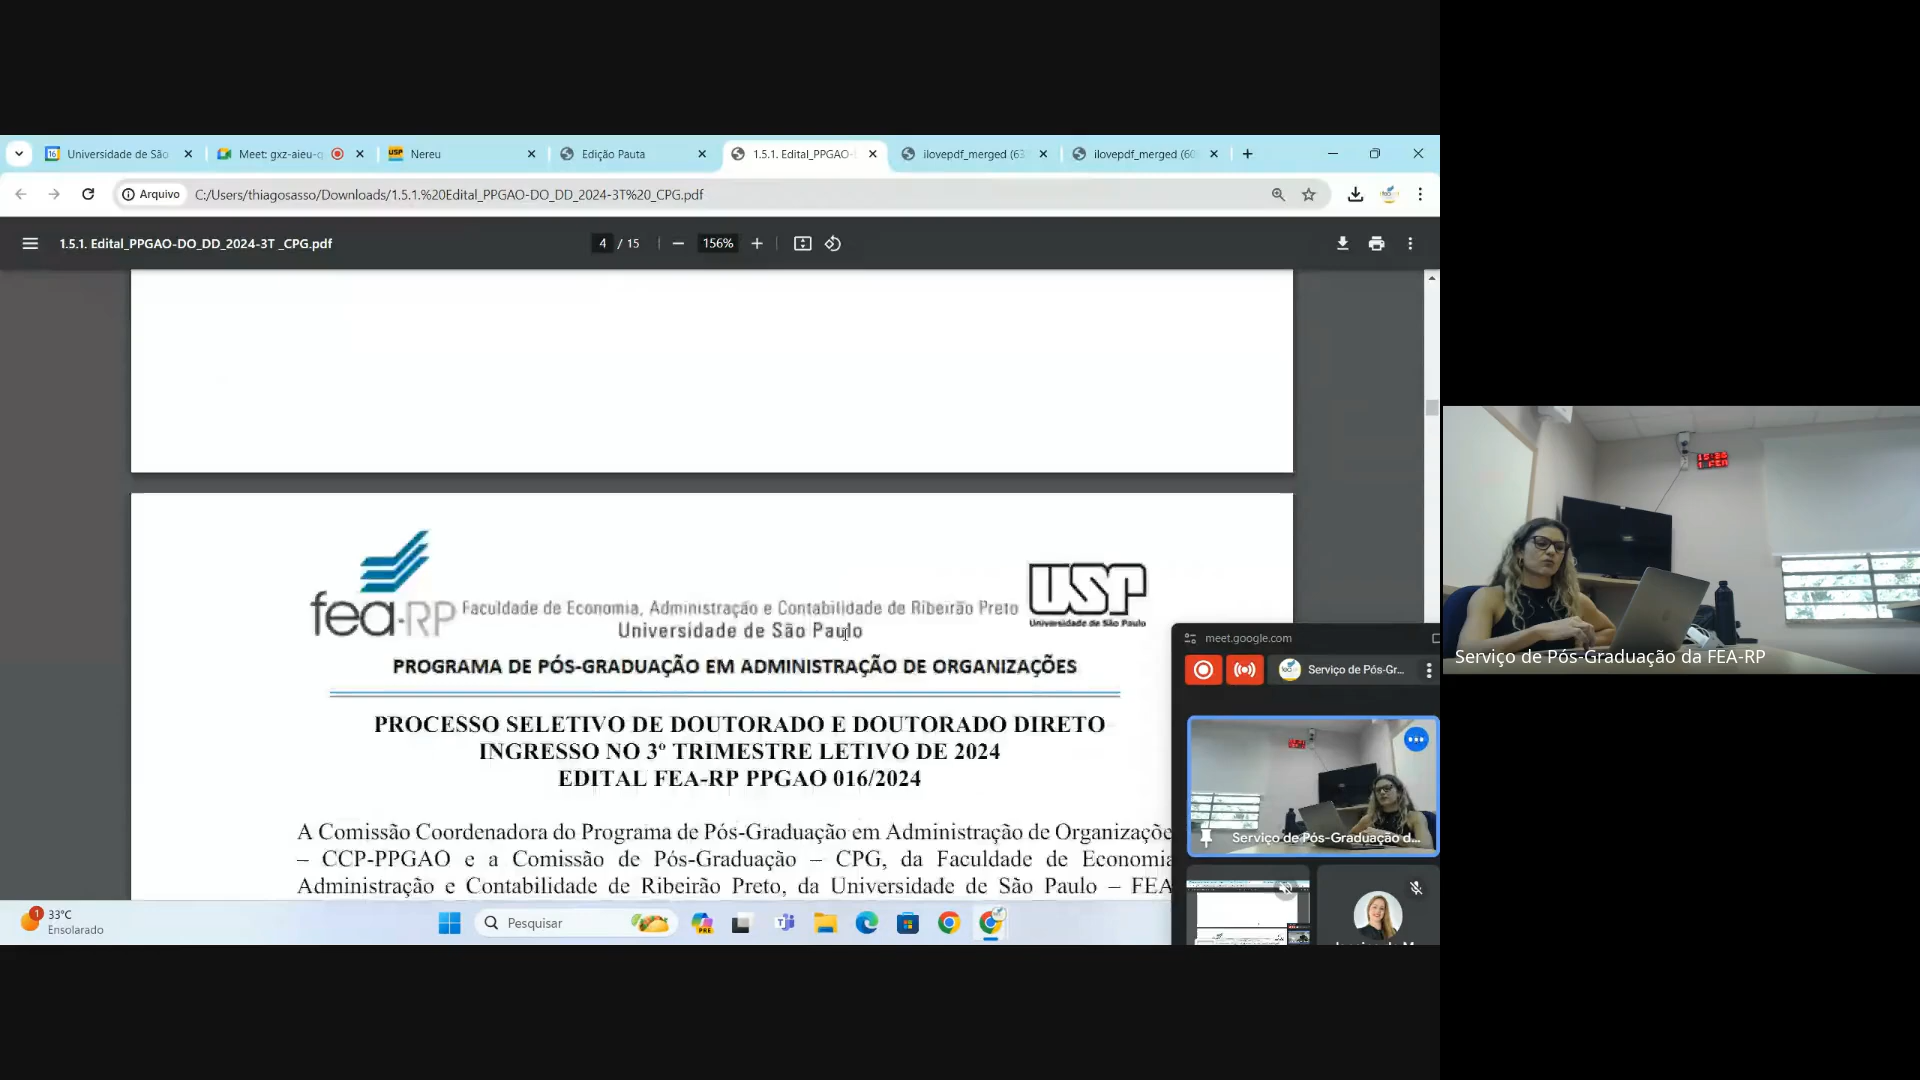 Universidade de São
Meet: gxz-aieu-q
Nereu
Edição Pauta
1.5.1. Edital_PPGAO-
ilovepdf_merged (63
ilovepdf_merged (60
Arquivo
C:/Users/thiagosasso/Downloads/1.5.1.%20Edital_PPGAO-DO_DD_2024-3T%20_CPG.pdf
1.5.1. Edital_PPGAO-DO_DD_2024-3T _CPG.pdf
4 / 15
156%
fea-RP
Faculdade de Economia, Administração e Contabilidade de Ribeirão Preto
Universidade de São Paulo
USP
Universidade de São Paulo
PROGRAMA DE PÓS-GRADUAÇÃO EM ADMINISTRAÇÃO DE ORGANIZAÇÕES
PROCESSO SELETIVO DE DOUTORADO E DOUTORADO DIRETO
INGRESSO NO 3º TRIMESTRE LETIVO DE 2024
EDITAL FEA-RP PPGAO 016/2024
A Comissão Coordenadora do Programa de Pós-Graduação em Administração de Organizaçõe
– CCP-PPGAO e a Comissão de Pós-Graduação – CPG, da Faculdade de Economia
Administração e Contabilidade de Ribeirão Preto, da Universidade de São Paulo – FEA
meet.google.com
Serviço de Pós-Gr...
Serviço de Pós-Graduação d...
33°C
Ensolarado
Pesquisar
Serviço de Pós-Graduação da FEA-RP